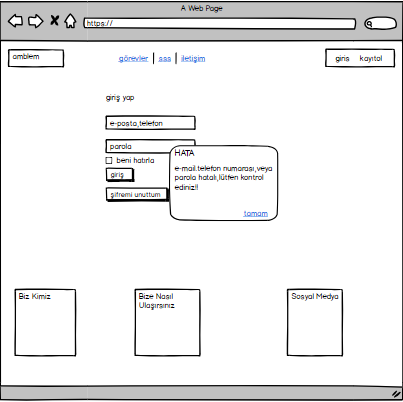 A Web Page
https://
amblem
görevler sss iletişim
giris kayıtol
giriş yap
e-posta,telefon
parola
beni hatırla
giriş
şifremi unuttum
HATA
e-mail.telefon numarası,veya
parola hatalı,lütfen kontrol
ediniz!!
tamam
Biz Kimiz
Bize Nasıl
Ulaşırsınız
Sosyal Medya